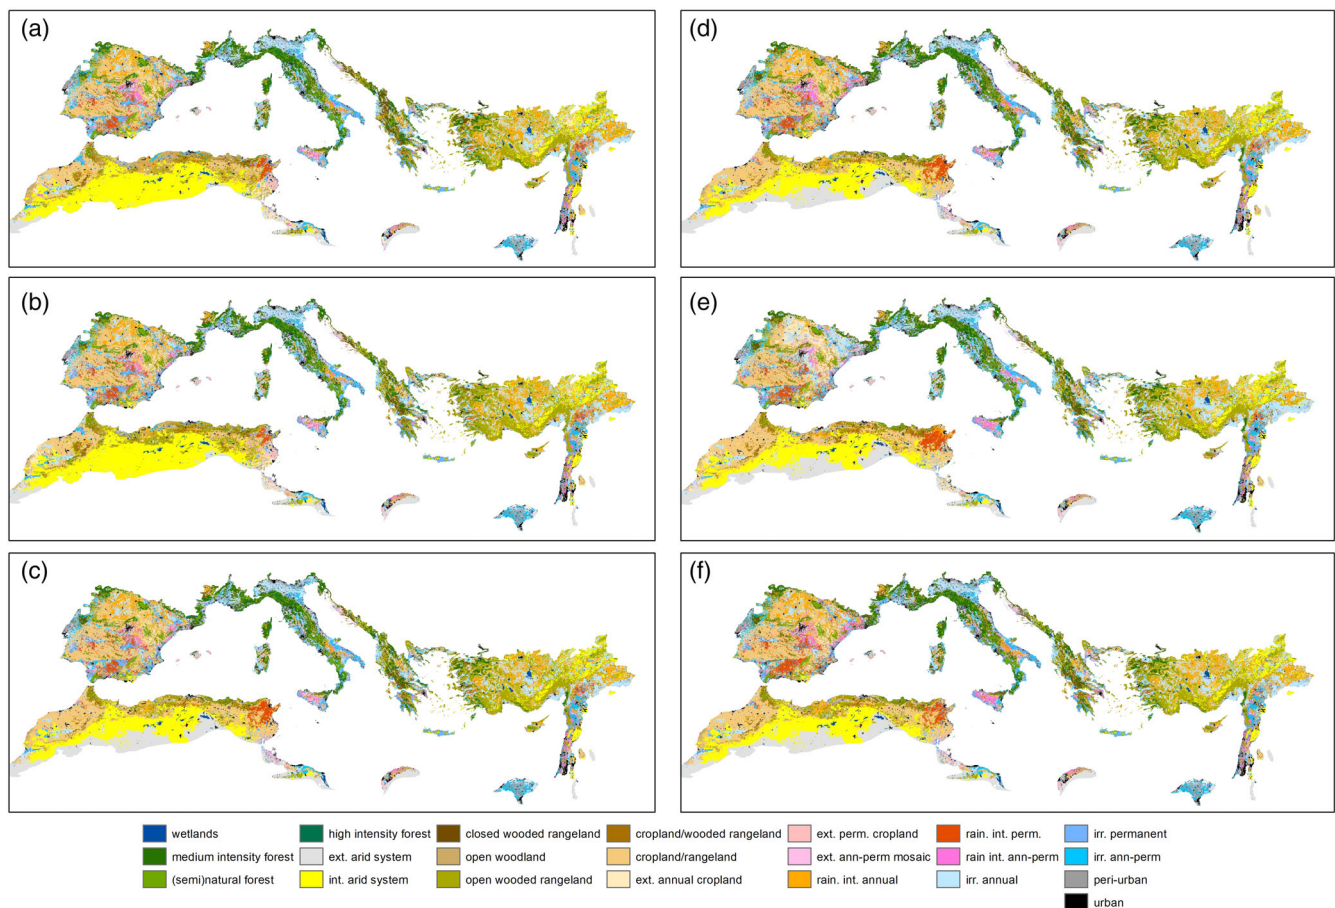 (a)
(d)
(b)
(e)
(c)
(f)
wetlands
high intensity forest
closed wooded rangeland
cropland/wooded rangeland
ext. perm. cropland
rain. int. perm.
irr. permanent
medium intensity forest
ext. arid system
open woodland
cropland/rangeland
ext. ann-perm mosaic
rain int. ann-perm
irr. ann-perm
(semi)natural forest
int. arid system
open wooded rangeland
ext. annual cropland
rain. int. annual
irr. annual
peri-urban
urban